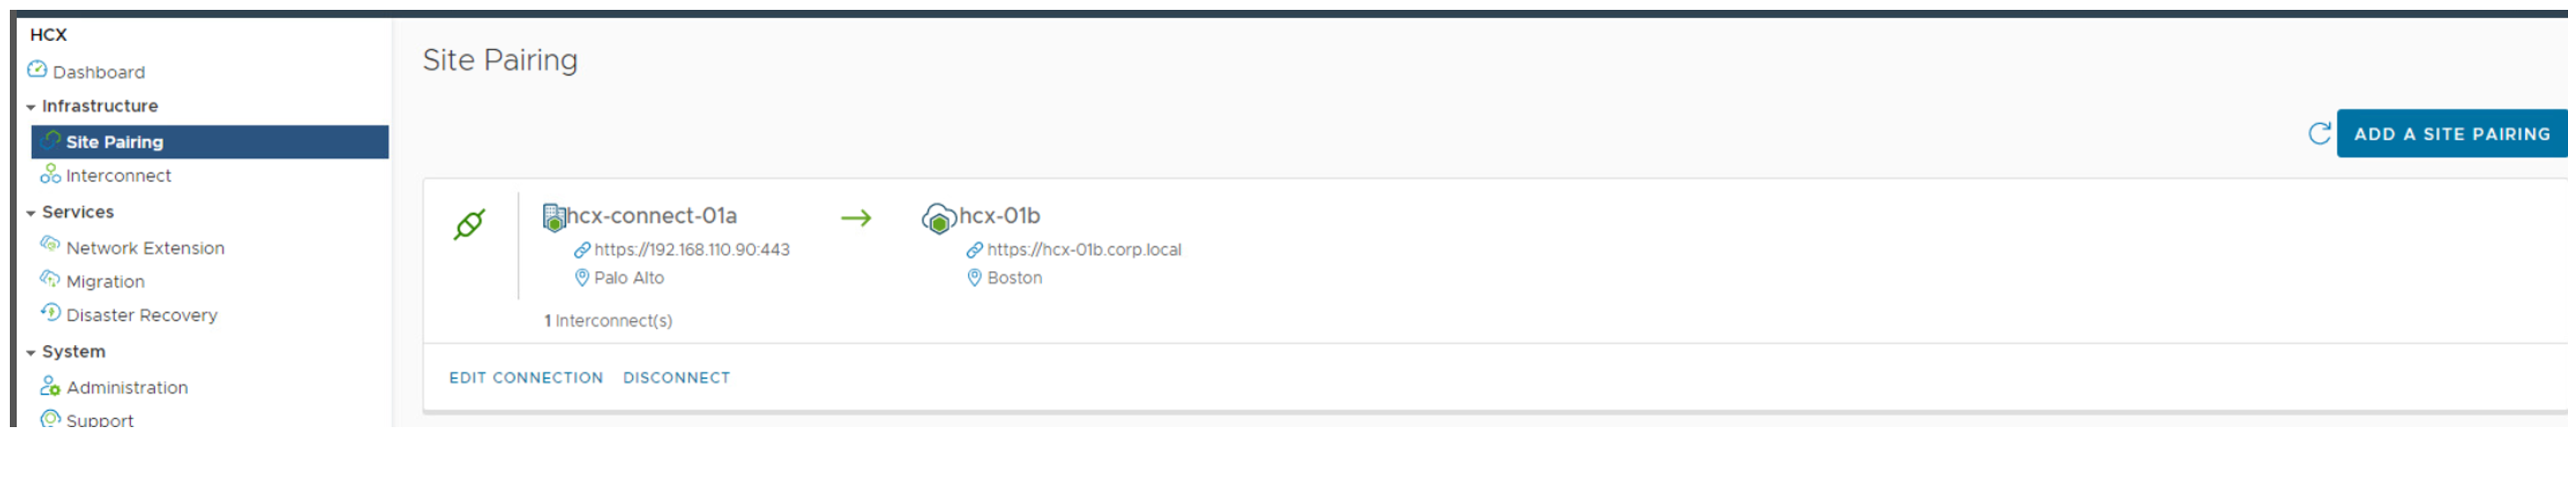 HCX
Dashboard
Infrastructure
Site Pairing
Interconnect
Services
Network Extension
Migration
Disaster Recovery
System
Administration
Support
Site Pairing
ADD A SITE PAIRING
hcx-connect-01a
https://192.168.110.90:443
Palo Alto
hcx-01b
https://hcx-01b.corp.local
Boston
1 Interconnect(s)
EDIT CONNECTION DISCONNECT